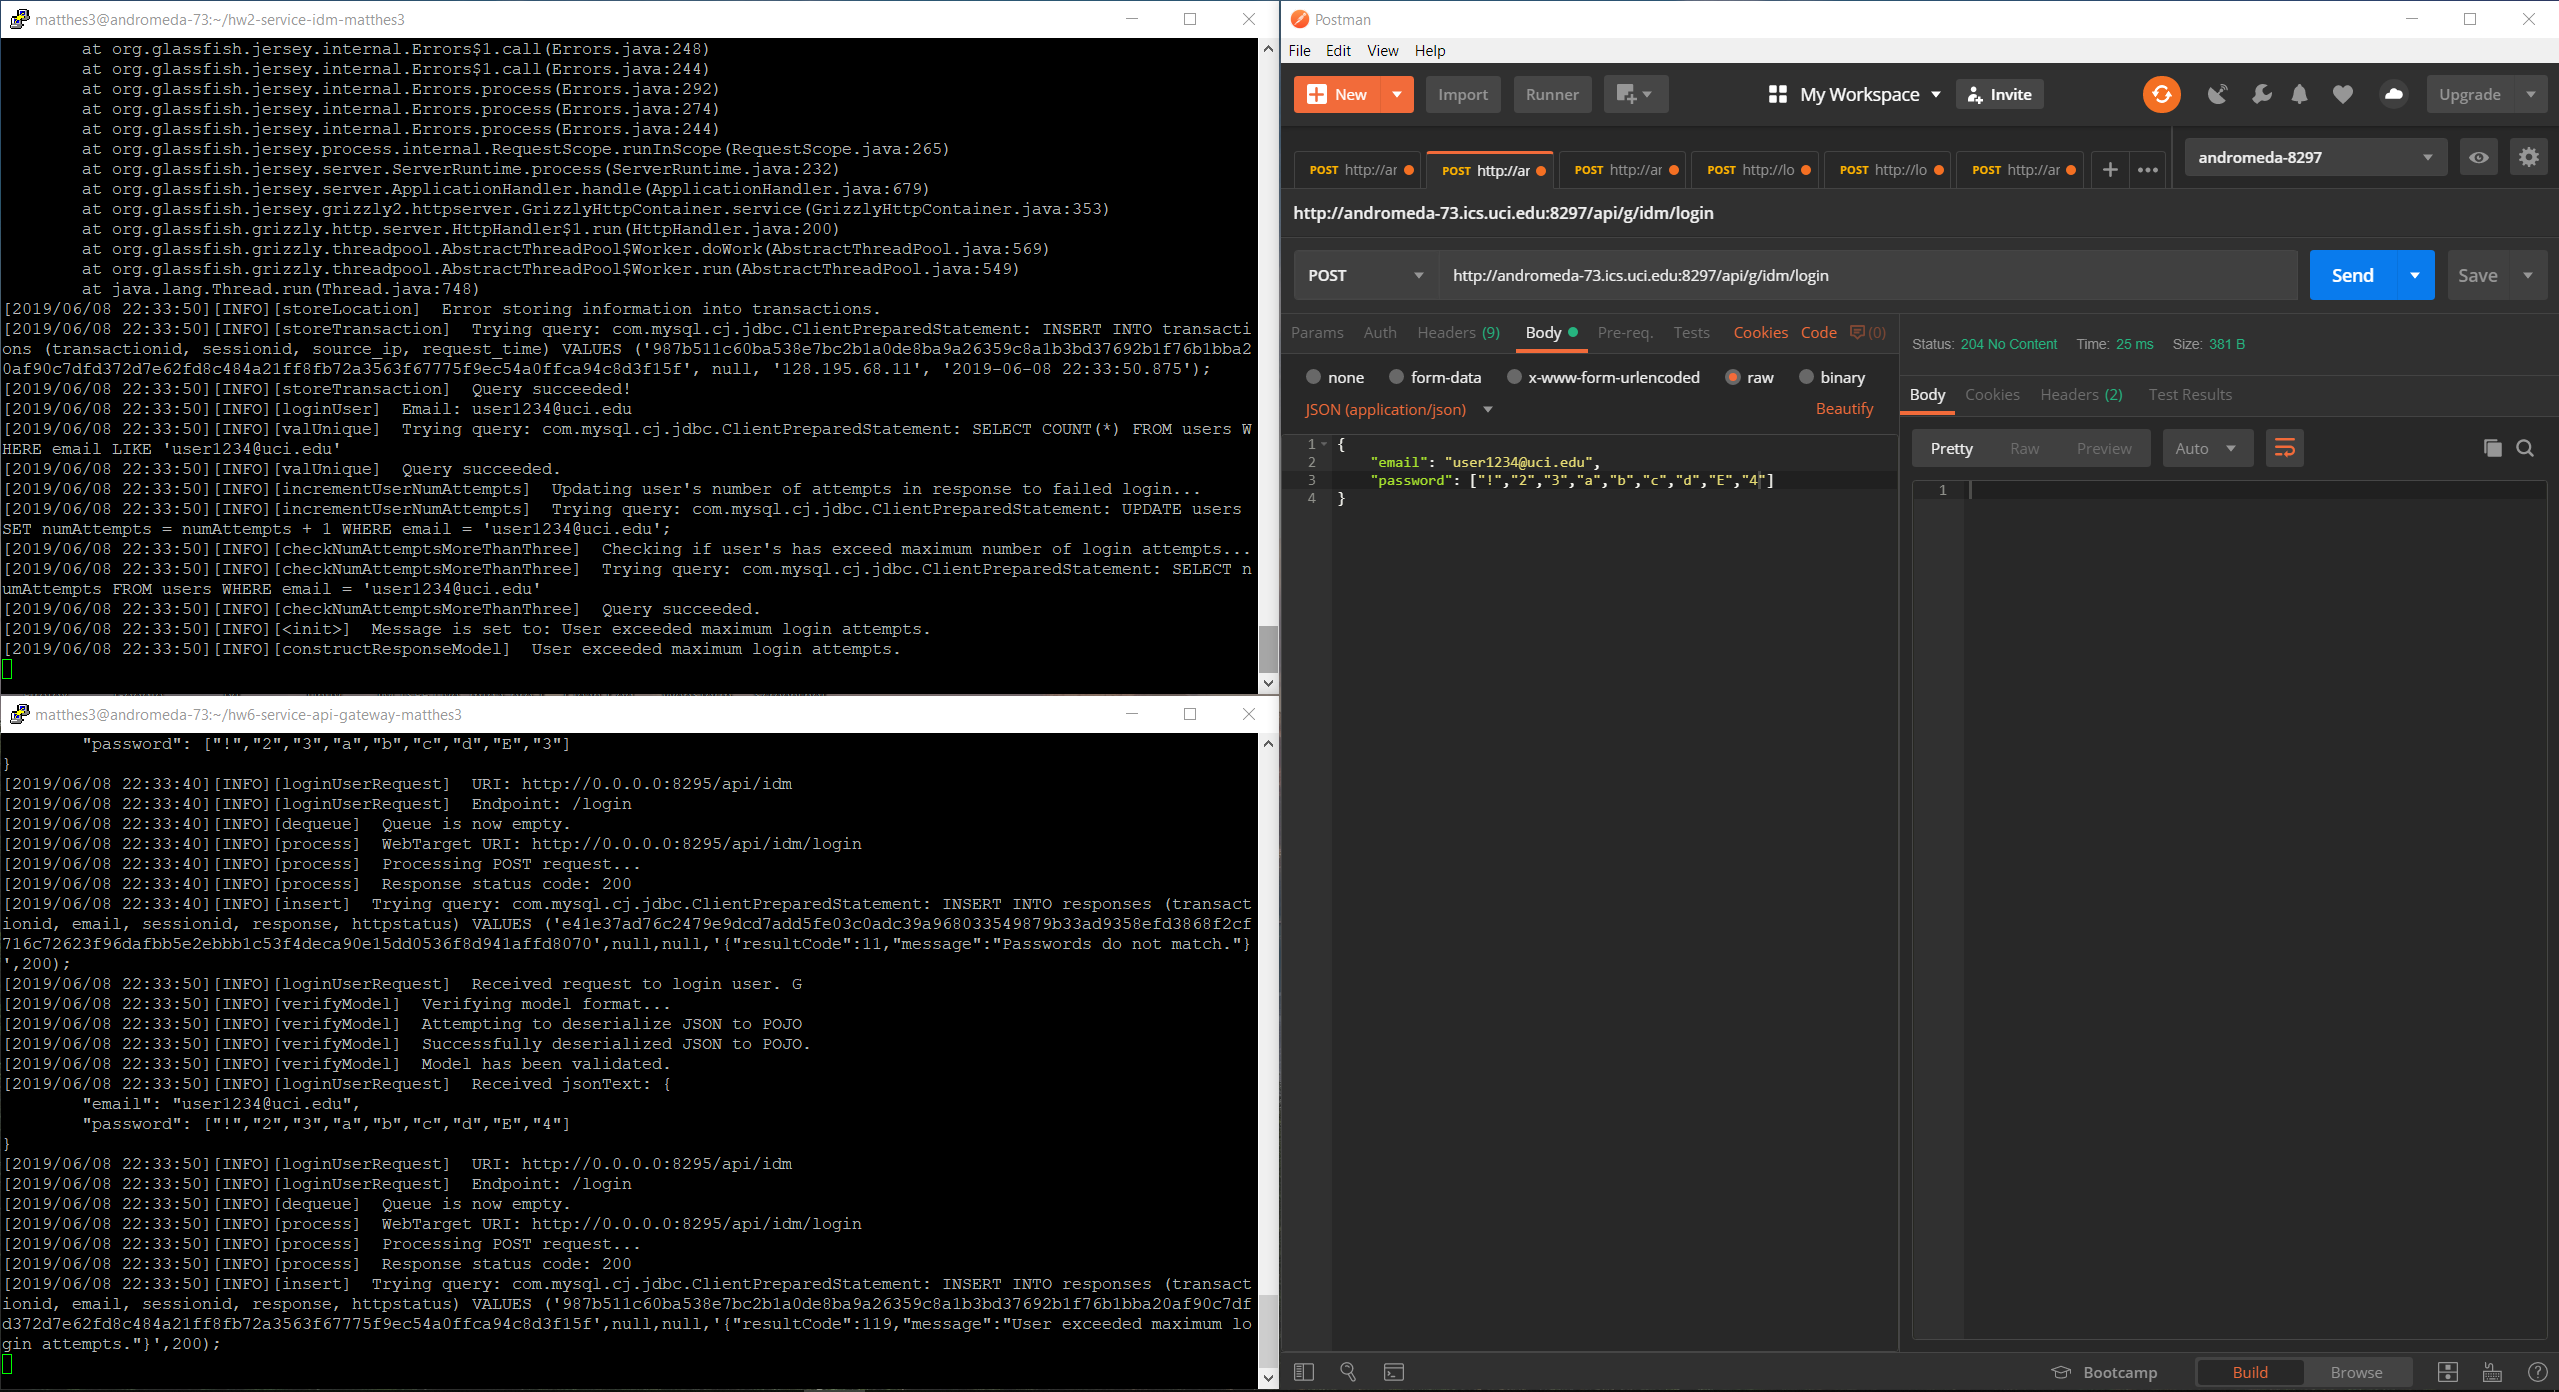 matthes3@andromeda-73:~/hw2-service-idm-matthes3
        at org.glassfish.jersey.internal.Errors$1.call(Errors.java:248)
        at org.glassfish.jersey.internal.Errors$1.call(Errors.java:244)
        at org.glassfish.jersey.internal.Errors.process(Errors.java:292)
        at org.glassfish.jersey.internal.Errors.process(Errors.java:274)
        at org.glassfish.jersey.internal.Errors.process(Errors.java:244)
        at org.glassfish.jersey.process.internal.RequestScope.runInScope(RequestScope.java:265)
        at org.glassfish.jersey.server.ServerRuntime.process(ServerRuntime.java:232)
        at org.glassfish.jersey.server.ApplicationHandler.handle(ApplicationHandler.java:679)
        at org.glassfish.jersey.grizzly2.httpserver.GrizzlyHttpContainer.service(GrizzlyHttpContainer.java:353)
        at org.glassfish.grizzly.http.server.HttpHandler$1.run(HttpHandler.java:200)
        at org.glassfish.grizzly.threadpool.AbstractThreadPool$Worker.doWork(AbstractThreadPool.java:569)
        at org.glassfish.grizzly.threadpool.AbstractThreadPool$Worker.run(AbstractThreadPool.java:549)
        at java.lang.Thread.run(Thread.java:748)
[2019/06/08 22:33:50][INFO][storeLocation]  Error storing information into transactions.
[2019/06/08 22:33:50][INFO][storeTransaction]  Trying query: com.mysql.cj.jdbc.ClientPreparedStatement: INSERT INTO transacti
ons (transactionid, sessionid, source_ip, request_time) VALUES ('987b511c60ba538e7bc2b1a0de8ba9a26359c8a1b3bd37692b1f76b1bba2
0af90c7dfd372d7e62fd8c484a21ff8fb72a3563f67775f9ec54a0ffca94c8d3f15f', null, '128.195.68.11', '2019-06-08 22:33:50.875');
[2019/06/08 22:33:50][INFO][storeTransaction]  Query succeeded!
[2019/06/08 22:33:50][INFO][loginUser]  Email: user1234@uci.edu
[2019/06/08 22:33:50][INFO][valUnique]  Trying query: com.mysql.cj.jdbc.ClientPreparedStatement: SELECT COUNT(*) FROM users W
HERE email LIKE 'user1234@uci.edu'
[2019/06/08 22:33:50][INFO][valUnique]  Query succeeded.
[2019/06/08 22:33:50][INFO][incrementUserNumAttempts]  Updating user's number of attempts in response to failed login...
[2019/06/08 22:33:50][INFO][incrementUserNumAttempts]  Trying query: com.mysql.cj.jdbc.ClientPreparedStatement: UPDATE users
SET numAttempts = numAttempts + 1 WHERE email = 'user1234@uci.edu';
[2019/06/08 22:33:50][INFO][checkNumAttemptsMoreThanThree]  Checking if user's has exceed maximum number of login attempts...
[2019/06/08 22:33:50][INFO][checkNumAttemptsMoreThanThree]  Trying query: com.mysql.cj.jdbc.ClientPreparedStatement: SELECT n
umAttempts FROM users WHERE email = 'user1234@uci.edu'
[2019/06/08 22:33:50][INFO][checkNumAttemptsMoreThanThree]  Query succeeded.
[2019/06/08 22:33:50][INFO][<init>]  Message is set to: User exceeded maximum login attempts.
[2019/06/08 22:33:50][INFO][constructResponseModel]  User exceeded maximum login attempts.
matthes3@andromeda-73:~/hw6-service-api-gateway-matthes3
        "password": ["!","2","3","a","b","c","d","E","3"]
}
[2019/06/08 22:33:40][INFO][loginUserRequest]  URI: http://0.0.0.0:8295/api/idm
[2019/06/08 22:33:40][INFO][loginUserRequest]  Endpoint: /login
[2019/06/08 22:33:40][INFO][dequeue]  Queue is now empty.
[2019/06/08 22:33:40][INFO][process]  WebTarget URI: http://0.0.0.0:8295/api/idm/login
[2019/06/08 22:33:40][INFO][process]  Processing POST request...
[2019/06/08 22:33:40][INFO][process]  Response status code: 200
[2019/06/08 22:33:40][INFO][insert]  Trying query: com.mysql.cj.jdbc.ClientPreparedStatement: INSERT INTO responses (transact
ionid, email, sessionid, response, httpstatus) VALUES ('e41e37ad76c2479e9dcd7add5fe03c0adc39a968033549879b33ad9358efd3868f2cf
716c72623f96dafbb5e2ebbb1c53f4deca90e15dd0536f8d941affd8070',null,null,'{"resultCode":11,"message":"Passwords do not match."}
',200);
[2019/06/08 22:33:50][INFO][loginUserRequest]  Received request to login user. G
[2019/06/08 22:33:50][INFO][verifyModel]  Verifying model format...
[2019/06/08 22:33:50][INFO][verifyModel]  Attempting to deserialize JSON to POJO
[2019/06/08 22:33:50][INFO][verifyModel]  Successfully deserialized JSON to POJO.
[2019/06/08 22:33:50][INFO][verifyModel]  Model has been validated.
[2019/06/08 22:33:50][INFO][loginUserRequest]  Received jsonText: {
        "email": "user1234@uci.edu",
        "password": ["!","2","3","a","b","c","d","E","4"]
}
[2019/06/08 22:33:50][INFO][loginUserRequest]  URI: http://0.0.0.0:8295/api/idm
[2019/06/08 22:33:50][INFO][loginUserRequest]  Endpoint: /login
[2019/06/08 22:33:50][INFO][dequeue]  Queue is now empty.
[2019/06/08 22:33:50][INFO][process]  WebTarget URI: http://0.0.0.0:8295/api/idm/login
[2019/06/08 22:33:50][INFO][process]  Processing POST request...
[2019/06/08 22:33:50][INFO][process]  Response status code: 200
[2019/06/08 22:33:50][INFO][insert]  Trying query: com.mysql.cj.jdbc.ClientPreparedStatement: INSERT INTO responses (transact
ionid, email, sessionid, response, httpstatus) VALUES ('987b511c60ba538e7bc2b1a0de8ba9a26359c8a1b3bd37692b1f76b1bba20af90c7df
d372d7e62fd8c484a21ff8fb72a3563f67775f9ec54a0ffca94c8d3f15f',null,null,'{"resultCode":119,"message":"User exceeded maximum lo
gin attempts."}',200);
Postman
File Edit View Help
New Import Runner My Workspace Invite Upgrade
POST http://ar POST http://ar POST http://ar POST http://lo POST http://lo POST http://ar + ••• andromeda-8297
http://andromeda-73.ics.uci.edu:8297/api/g/idm/login
POST http://andromeda-73.ics.uci.edu:8297/api/g/idm/login Send Save
Params Auth Headers (9) Body Pre-req. Tests Cookies Code (0)
none form-data x-www-form-urlencoded raw binary
JSON (application/json) Beautify
1 {
2     "email": "user1234@uci.edu",
3     "password": ["!","2","3","a","b","c","d","E","4"]
4 }
Status: 204 No Content Time: 25 ms Size: 381 B
Body Cookies Headers (2) Test Results
Pretty Raw Preview Auto
1
Bootcamp Build Browse